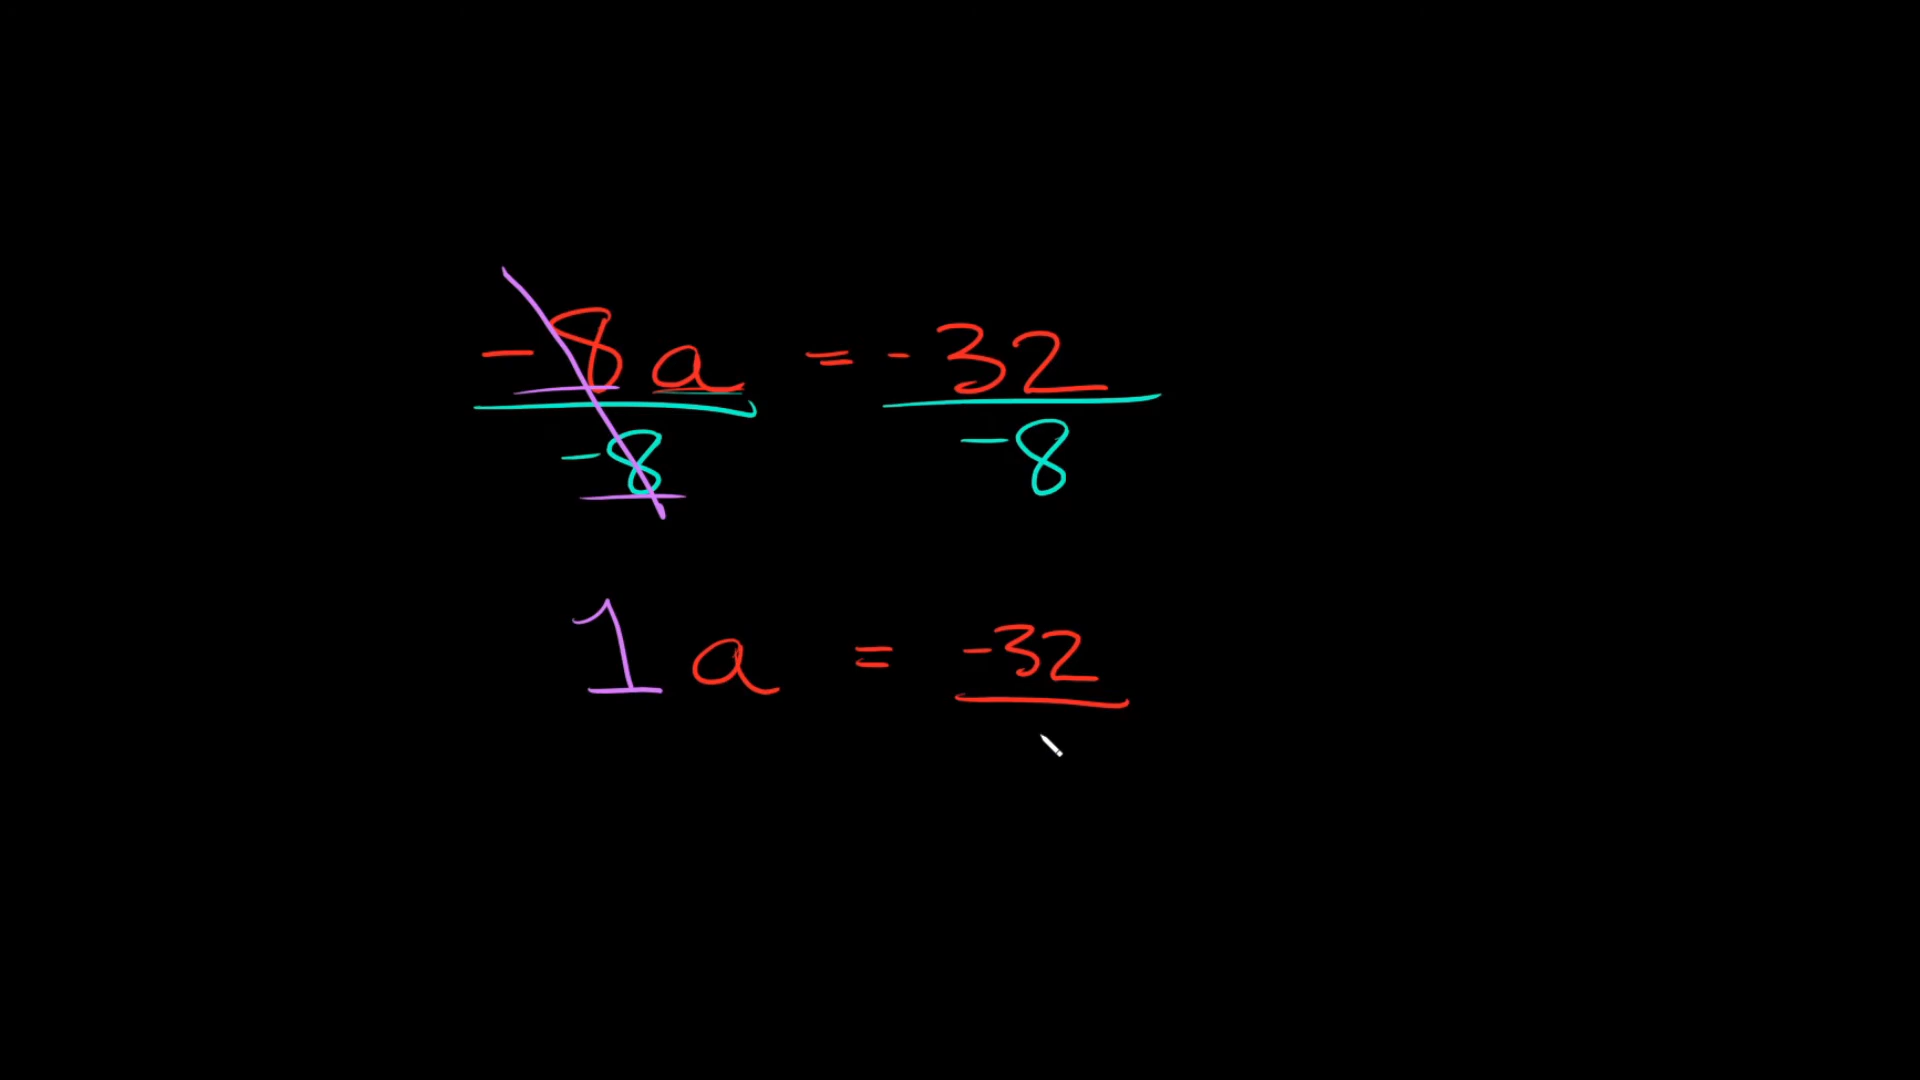 -8a = -32
-8 -8
1a = -32